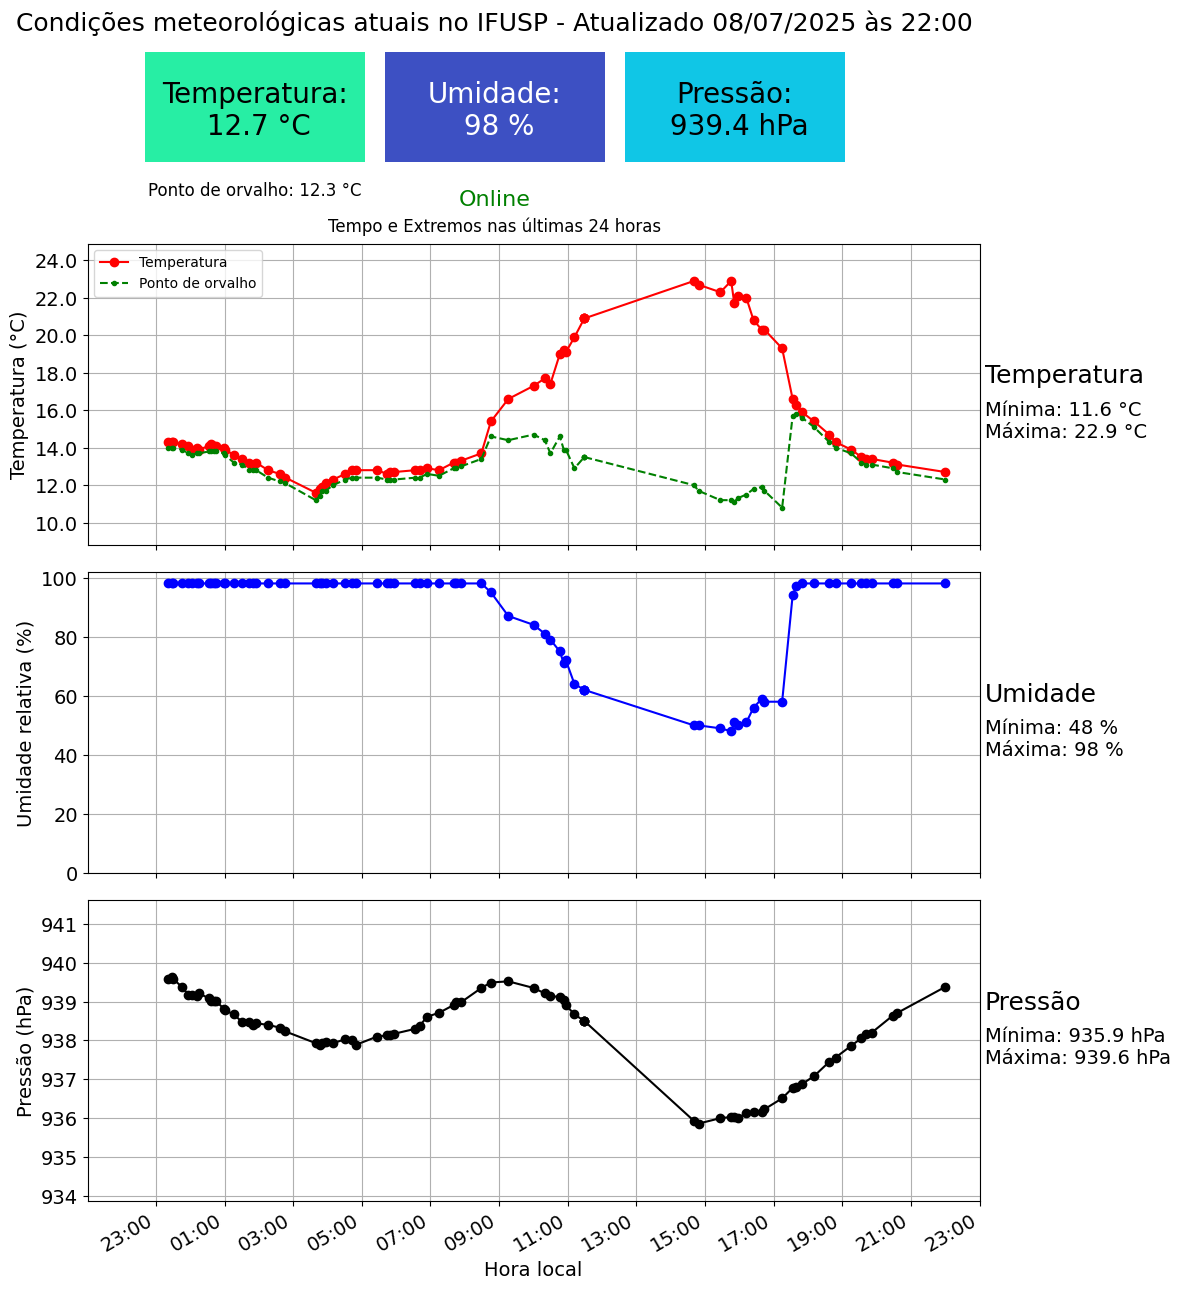 Condições meteorológicas atuais no IFUSP - Atualizado 08/07/2025 às 22:00
Temperatura:
12.7 °C
Umidade:
98 %
Pressão:
939.4 hPa
Ponto de orvalho: 12.3 °C
Online
Tempo e Extremos nas últimas 24 horas
Temperatura
Ponto de orvalho
Temperatura (°C)
24.0
22.0
20.0
18.0
16.0
14.0
12.0
10.0
Temperatura
Mínima: 11.6 °C
Máxima: 22.9 °C
Umidade relativa (%)
100
80
60
40
20
0
Umidade
Mínima: 48 %
Máxima: 98 %
Pressão (hPa)
941
940
939
938
937
936
935
934
Pressão
Mínima: 935.9 hPa
Máxima: 939.6 hPa
23:00 01:00 03:00 05:00 07:00 09:00 11:00 13:00 15:00 17:00 19:00 21:00 23:00
Hora local